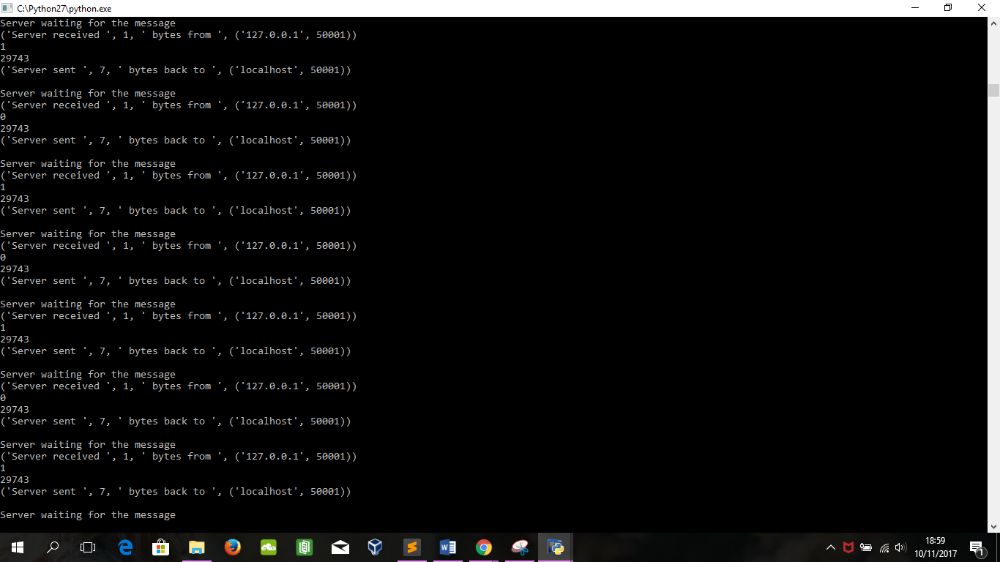 C:\Python27\python.exe
Server waiting for the message
('Server received ', 1, ' bytes from ', ('127.0.0.1', 50001))
1
29743
('Server sent ', 7, ' bytes back to ', ('localhost', 50001))
Server waiting for the message
('Server received ', 1, ' bytes from ', ('127.0.0.1', 50001))
0
29743
('Server sent ', 7, ' bytes back to ', ('localhost', 50001))
Server waiting for the message
('Server received ', 1, ' bytes from ', ('127.0.0.1', 50001))
1
29743
('Server sent ', 7, ' bytes back to ', ('localhost', 50001))
Server waiting for the message
('Server received ', 1, ' bytes from ', ('127.0.0.1', 50001))
0
29743
('Server sent ', 7, ' bytes back to ', ('localhost', 50001))
Server waiting for the message
('Server received ', 1, ' bytes from ', ('127.0.0.1', 50001))
1
29743
('Server sent ', 7, ' bytes back to ', ('localhost', 50001))
Server waiting for the message
('Server received ', 1, ' bytes from ', ('127.0.0.1', 50001))
0
29743
('Server sent ', 7, ' bytes back to ', ('localhost', 50001))
Server waiting for the message
('Server received ', 1, ' bytes from ', ('127.0.0.1', 50001))
1
29743
('Server sent ', 7, ' bytes back to ', ('localhost', 50001))
Server waiting for the message
18:59
10/11/2017
1